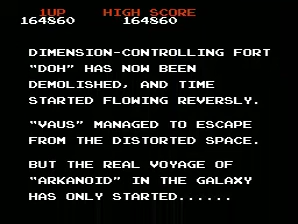 1UP HIGH SCORE
164860 164860
DIMENSION-CONTROLLING FORT
"DOH" HAS NOW BEEN
DEMOLISHED, AND TIME
STARTED FLOWING REVERSLY.
"VAUS" MANAGED TO ESCAPE
FROM THE DISTORTED SPACE.
BUT THE REAL VOYAGE OF
"ARKANOID" IN THE GALAXY
HAS ONLY STARTED......